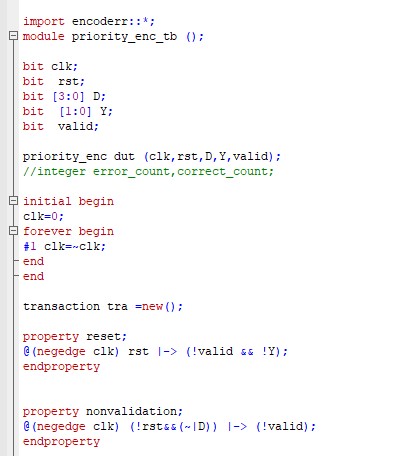 import encoderr::*;
module priority_enc_tb ();
bit clk;
bit  rst;
bit [3:0] D;
bit  [1:0] Y;
bit  valid;
priority_enc dut (clk,rst,D,Y,valid);
//integer error_count,correct_count;
initial begin
clk=0;
forever begin
#1 clk=~clk;
end
end
transaction tra =new();
property reset;
@(negedge clk) rst |-> (!valid && !Y);
endproperty
property nonvalidation;
@(negedge clk) (!rst&&(~|D)) |-> (!valid);
endproperty